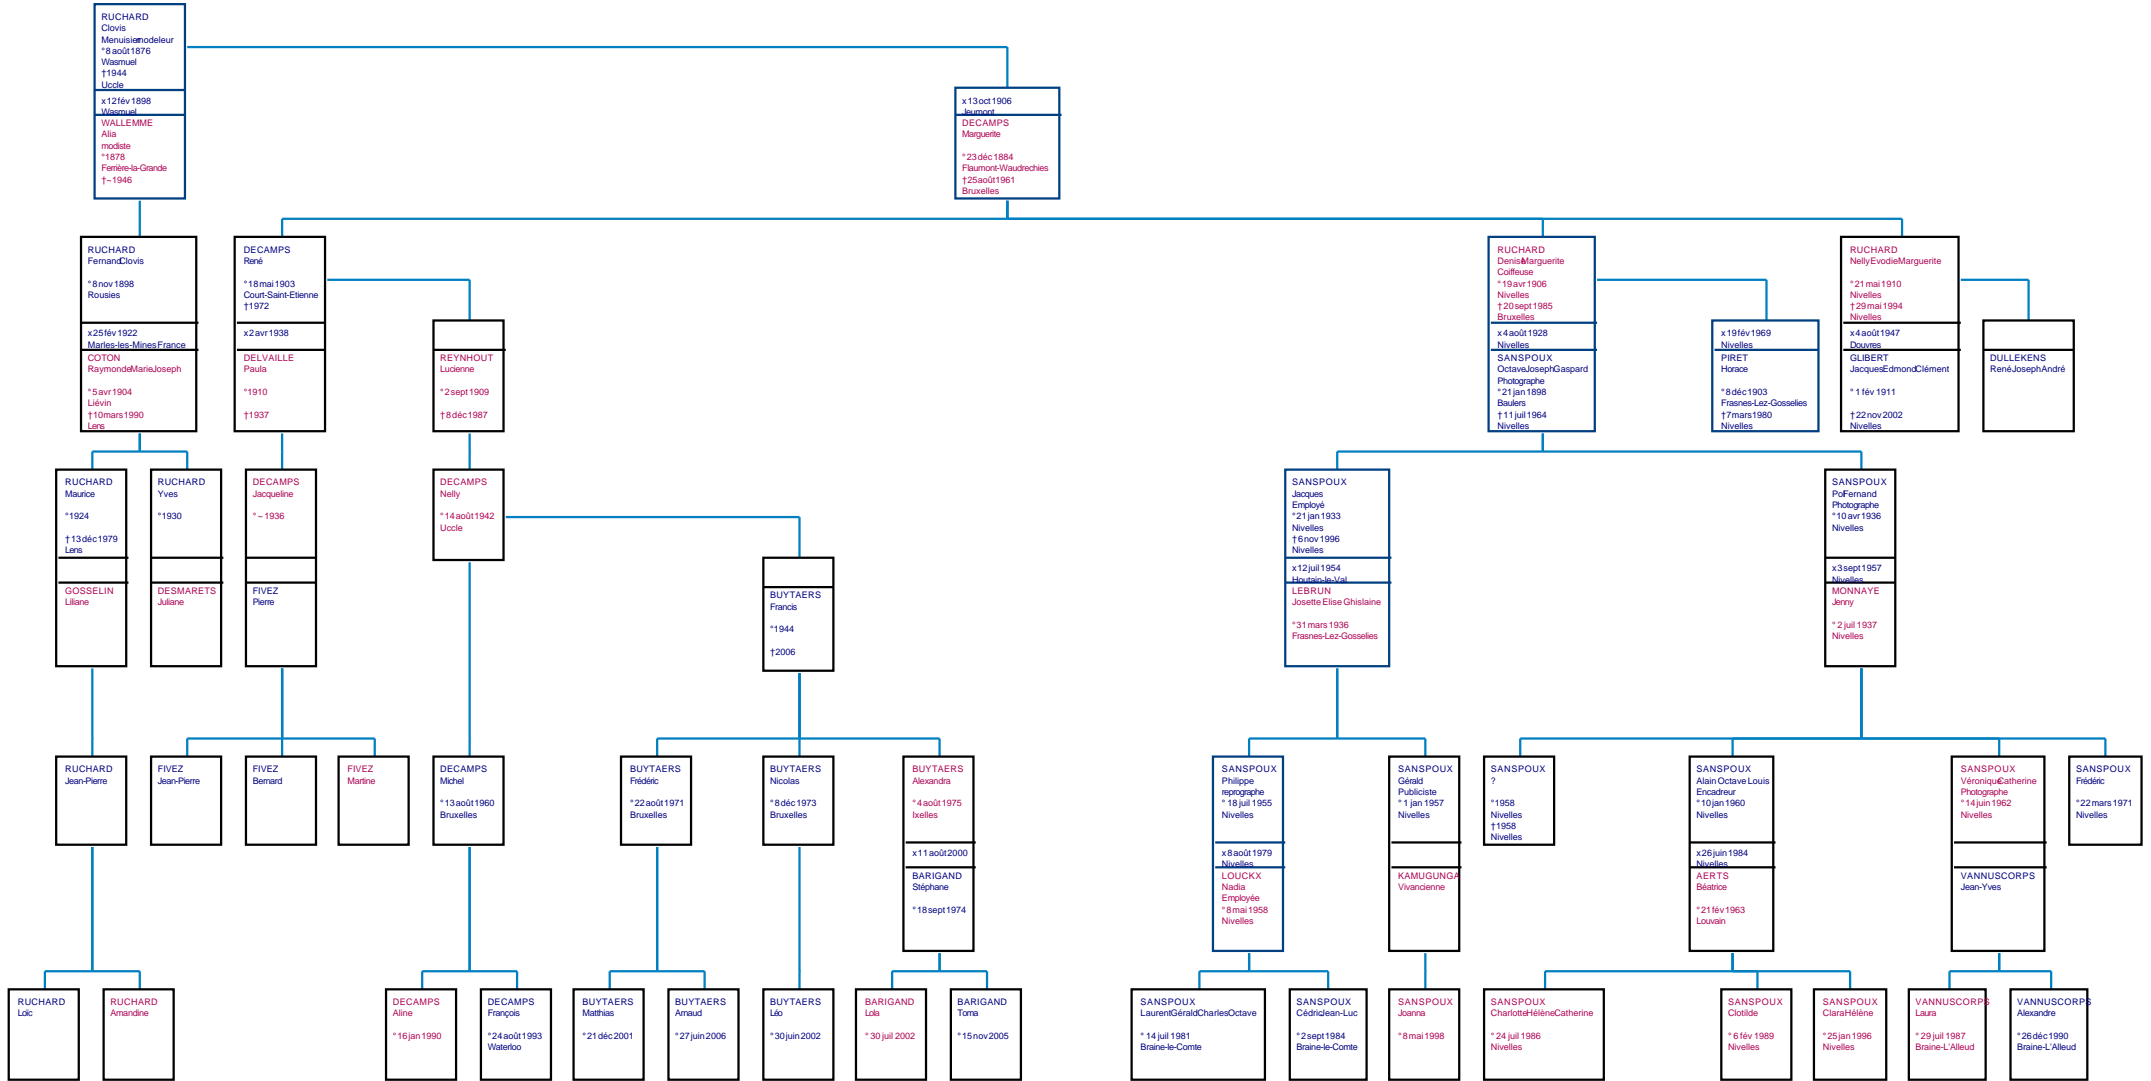 RUCHARD
Clovis
Menuisiermodeleur
°8 août 1876
Wasmuel
†1944
Uccle
x12 fév 1898
Wasmuel
WALLEMME
Alia
modiste
°1878
Ferrière-la-Grande
†~1946
x13 oct 1906
Jeumont
DECAMPS
Marguerite
°23 déc 1884
Flaumont-Waudrechies
†25 août 1961
Bruxelles
RUCHARD
Fernand Clovis
°8 nov 1898
Rousies
x25 fév 1922
Marles-les-Mines France
COTON
Raymonde Marie Joseph
°5 avr 1904
Liévin
†10 mars 1990
Lens
DECAMPS
René
°18 mai 1903
Court-Saint-Etienne
†1972
x2 avr 1938
DELVAILLE
Paula
°1910
†1937
REYNHOUT
Lucienne
°2 sept 1909
†8 déc 1987
RUCHARD
Denise Marguerite
Coiffeuse
°19 avr 1906
Nivelles
†20 sept 1985
Bruxelles
x4 août 1928
Nivelles
SANSPOUX
Octave Joseph Gaspard
Photographe
°21 jan 1898
Baulers
†11 juil 1964
Nivelles
x19 fév 1969
Nivelles
PIRET
Horace
°8 déc 1903
Frasnes-Lez-Gosselies
†7 mars 1980
Nivelles
RUCHARD
Nelly Evodie Marguerite
°21 mai 1910
Nivelles
†29 mai 1994
Nivelles
x4 août 1947
Douvres
GLIBERT
Jacques Edmond Clément
°1 fév 1911
†22 nov 2002
Nivelles
DULLEKENS
René Joseph André
RUCHARD
Maurice
°1924
†13 déc 1979
Lens
GOSSELIN
Liliane
RUCHARD
Yves
°1930
DESMARETS
Juliane
DECAMPS
Jacqueline
°~1936
FIVEZ
Pierre
DECAMPS
Nelly
°14 août 1942
Uccle
BUYTAERS
Francis
°1944
†2006
SANSPOUX
Jacques
Employé
°21 jan 1933
Nivelles
†6 nov 1996
Nivelles
x12 juil 1954
Houtain-le-Val
LEBRUN
Josette Elise Ghislaine
°31 mars 1936
Frasnes-Lez-Gosselies
SANSPOUX
Pol Fernand
Photographe
°10 avr 1936
Nivelles
x3 sept 1957
Nivelles
MONNAYE
Jenny
°2 juil 1937
Nivelles
RUCHARD
Jean-Pierre
FIVEZ
Jean-Pierre
FIVEZ
Bernard
FIVEZ
Martine
DECAMPS
Michel
°13 août 1960
Bruxelles
BUYTAERS
Frédéric
°22 août 1971
Bruxelles
BUYTAERS
Nicolas
°8 déc 1973
Bruxelles
BUYTAERS
Alexandra
°4 août 1975
Ixelles
x11 août 2000
BARIGAND
Stéphane
°18 sept 1974
SANSPOUX
Philippe
reprographe
°18 juil 1955
Nivelles
x8 août 1979
Nivelles
LOUCKX
Nadia
Employée
°8 mai 1958
Nivelles
SANSPOUX
Gérald
Publiciste
°1 jan 1957
Nivelles
KAMUGUNGA
Vivancienne
SANSPOUX
?
°1958
Nivelles
†1958
Nivelles
SANSPOUX
Alain Octave Louis
Encadreur
°10 jan 1960
Nivelles
x26 juin 1984
Nivelles
AERTS
Béatrice
°21 fév 1963
Louvain
SANSPOUX
Véronique Catherine
Photographe
°14 juin 1962
Nivelles
VANNUSCORPS
Jean-Yves
SANSPOUX
Frédéric
°22 mars 1971
Nivelles
RUCHARD
Loïc
RUCHARD
Amandine
DECAMPS
Aline
°16 jan 1990
DECAMPS
François
°24 août 1993
Waterloo
BUYTAERS
Matthias
°21 déc 2001
BUYTAERS
Arnaud
°27 juin 2006
BUYTAERS
Léo
°30 juin 2002
BARIGAND
Lola
°30 juil 2002
BARIGAND
Toma
°15 nov 2005
SANSPOUX
Laurent Gérald Charles Octave
°14 juil 1981
Braine-le-Comte
SANSPOUX
Cédric Jean-Luc
°2 sept 1984
Braine-le-Comte
SANSPOUX
Joanna
°8 mai 1998
SANSPOUX
Charlotte Hélène Catherine
°24 juil 1986
Nivelles
SANSPOUX
Clotilde
°6 fév 1989
Nivelles
SANSPOUX
Clara Hélène
°25 jan 1996
Nivelles
VANNUSCORPS
Laura
°29 juil 1987
Braine-L'Alleud
VANNUSCORPS
Alexandre
°26 déc 1990
Braine-L'Alleud